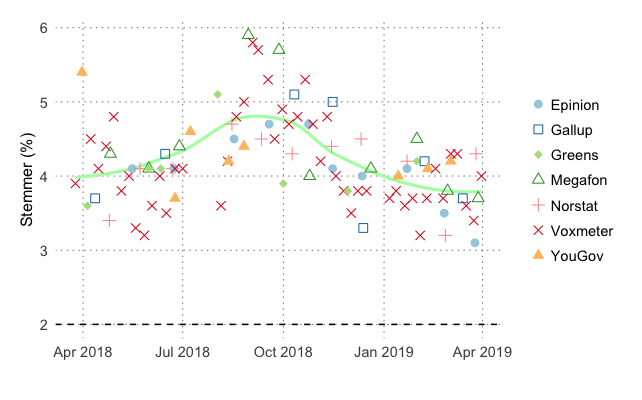 6
5
4
3
2
Stemmer (%)
Apr 2018
Jul 2018
Oct 2018
Jan 2019
Apr 2019
Epinion
Gallup
Greens
Megafon
Norstat
Voxmeter
YouGov